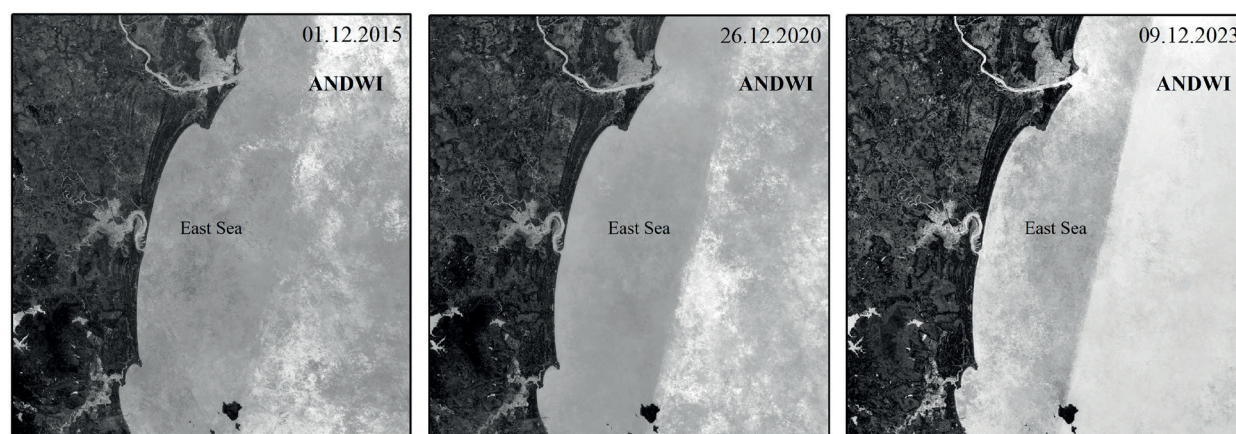 01.12.2015
ANDWI
East Sea
26.12.2020
ANDWI
East Sea
09.12.2023
ANDWI
East Sea